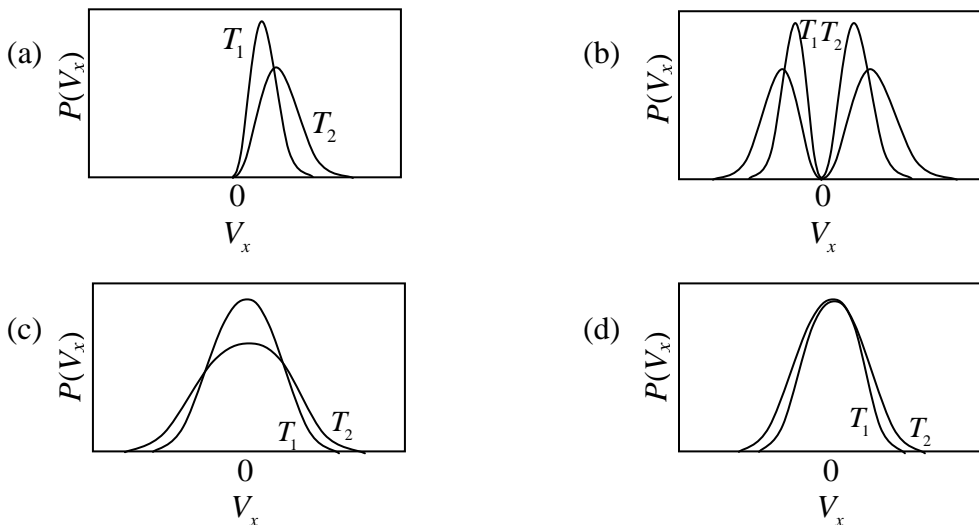 (a) P(V_x) T_1 T_2 0 V_x
(b) P(V_x) T_1 T_2 0 V_x
(c) P(V_x) T_1 T_2 0 V_x
(d) P(V_x) T_1 T_2 0 V_x